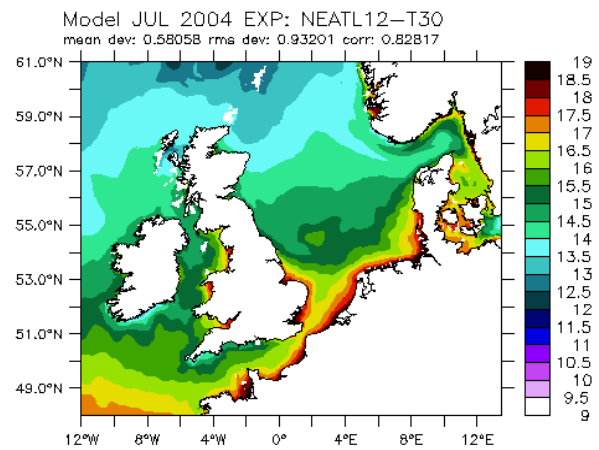 Model JUL 2004 EXP: NEATL12–T30
mean dev: 0.58058 rms dev: 0.93201 corr: 0.82817
61.0°N
59.0°N
57.0°N
55.0°N
53.0°N
51.0°N
49.0°N
12°W 8°W 4°W 0° 4°E 8°E 12°E
19
18.5
18
17.5
17
16.5
16
15.5
15
14.5
14
13.5
13
12.5
12
11.5
11
10.5
10
9.5
9